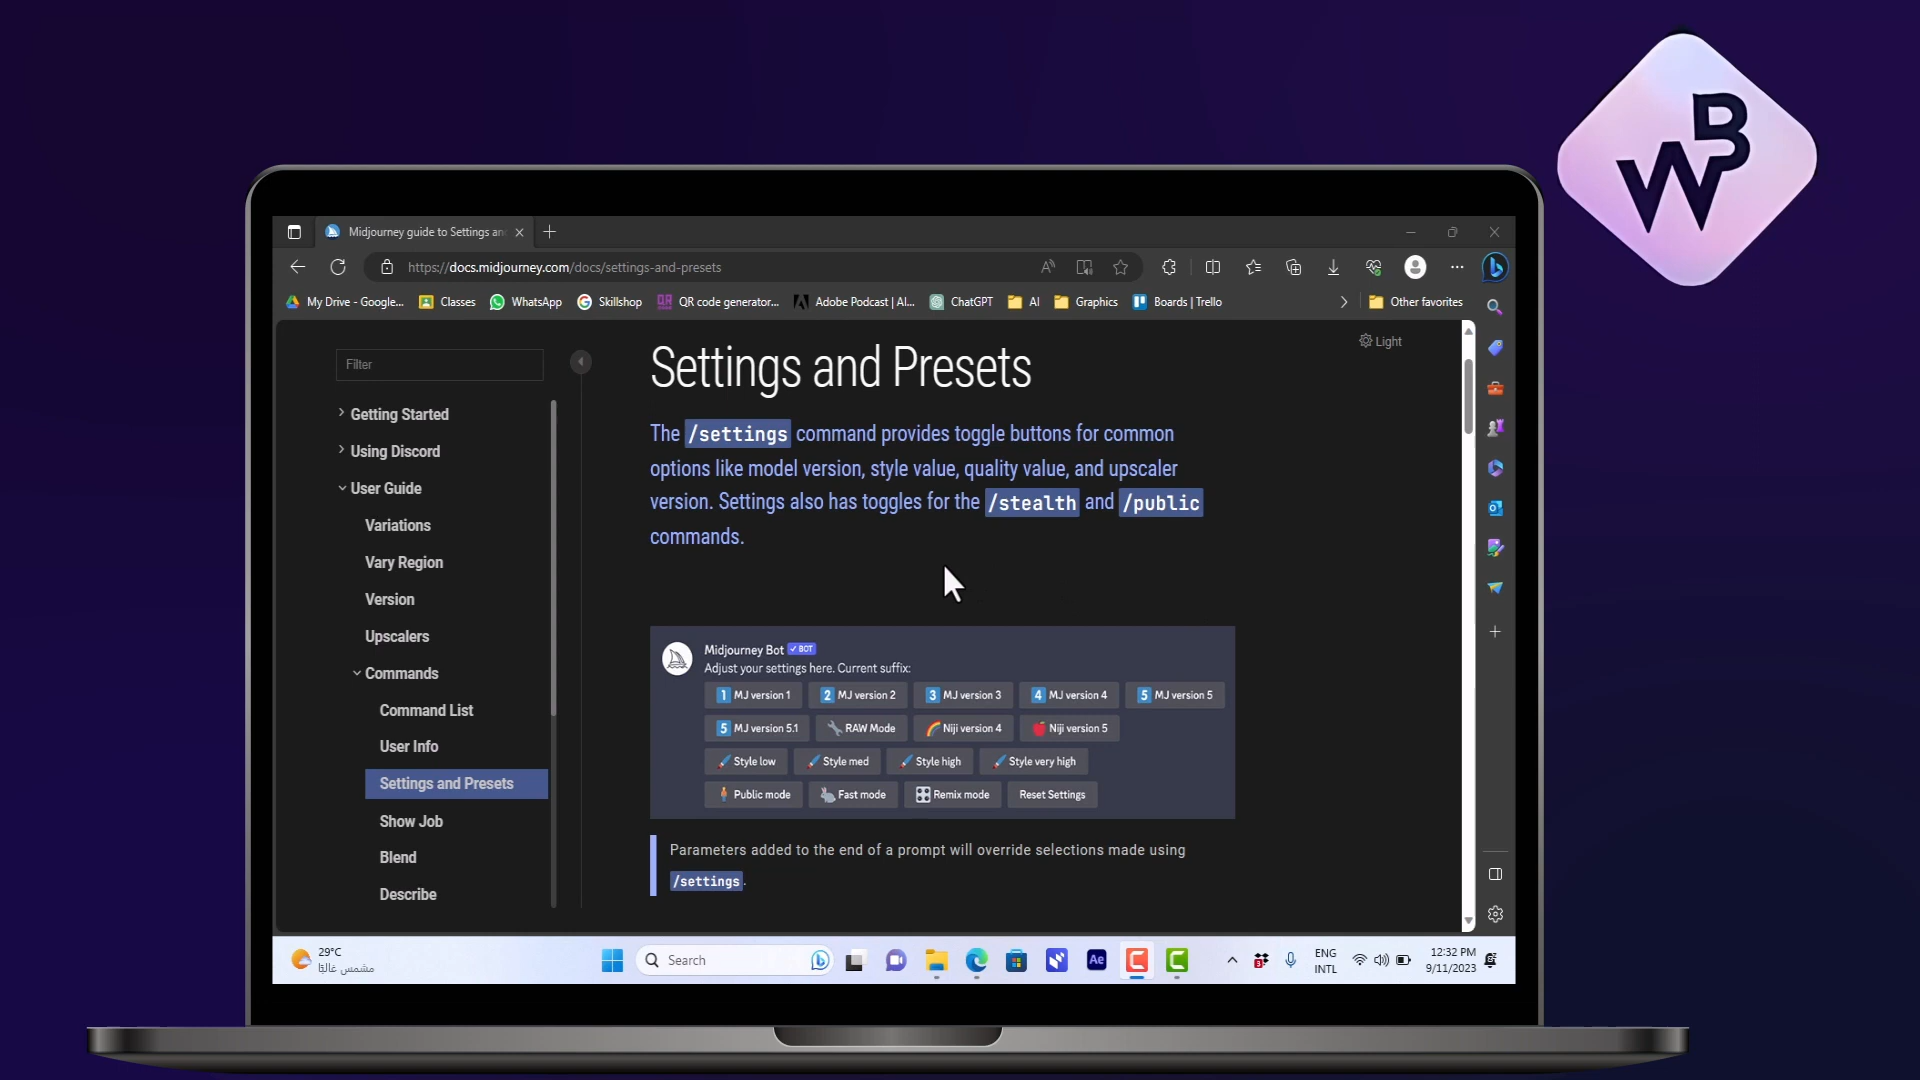 WB
Midjourney guide to Settings an
https://docs.midjourney.com/docs/settings-and-presets
My Drive - Google... Classes WhatsApp Skillshop QR QR code generator... Adobe Podcast | AI... ChatGPT AI Graphics Boards | Trello Other favorites
Light
Filter
Getting Started
Using Discord
User Guide
Variations
Vary Region
Version
Upscalers
Commands
Command List
User Info
Settings and Presets
Show Job
Blend
Describe
Settings and Presets
The /settings command provides toggle buttons for common
options like model version, style value, quality value, and upscaler
version. Settings also has toggles for the /stealth and /public
commands.
Midjourney Bot ✓ BOT
Adjust your settings here. Current suffix:
1 MJ version 1 2 MJ version 2 3 MJ version 3 4 MJ version 4 5 MJ version 5
5 MJ version 5.1 RAW Mode Niji version 4 Niji version 5
Style low Style med Style high Style very high
Public mode Fast mode Remix mode Reset Settings
Parameters added to the end of a prompt will override selections made using
/settings.
29°C
مشمس غالبًا
Search
Ae
ENG
INTL
12:32 PM
9/11/2023